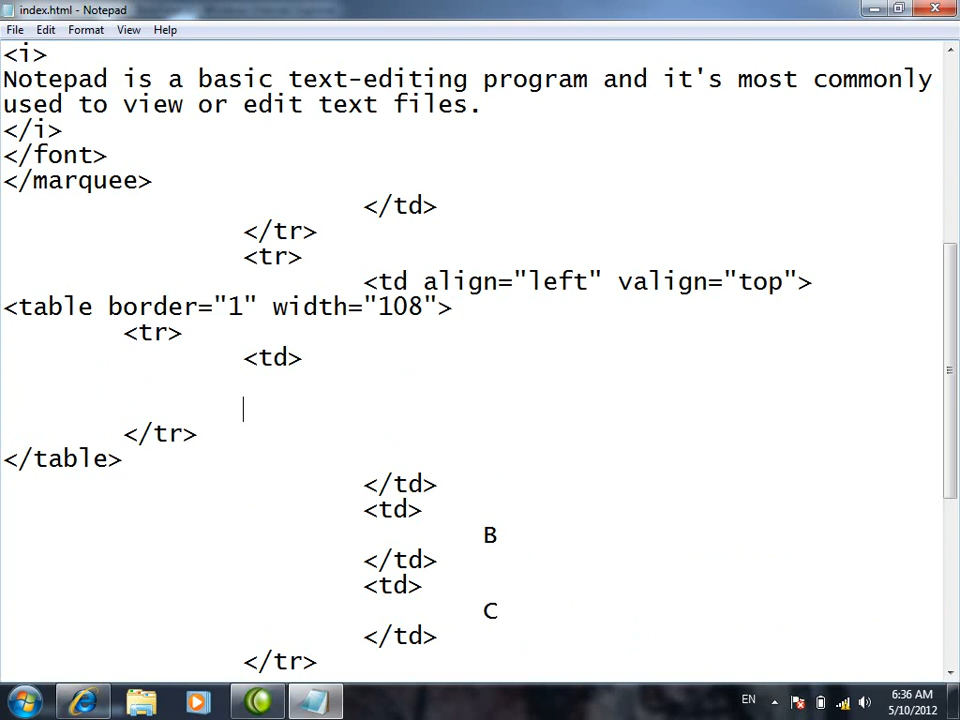 index.html - Notepad
File Edit Format View Help
<i>
Notepad is a basic text-editing program and it's most commonly
used to view or edit text files.
</i>
</font>
</marquee>
</td>
</tr>
<tr>
<td align="left" valign="top">
<table border="1" width="108">
<tr>
<td>
</tr>
</table>
</td>
<td>
B
</td>
<td>
C
</td>
</tr>
EN
6:36 AM
5/10/2012